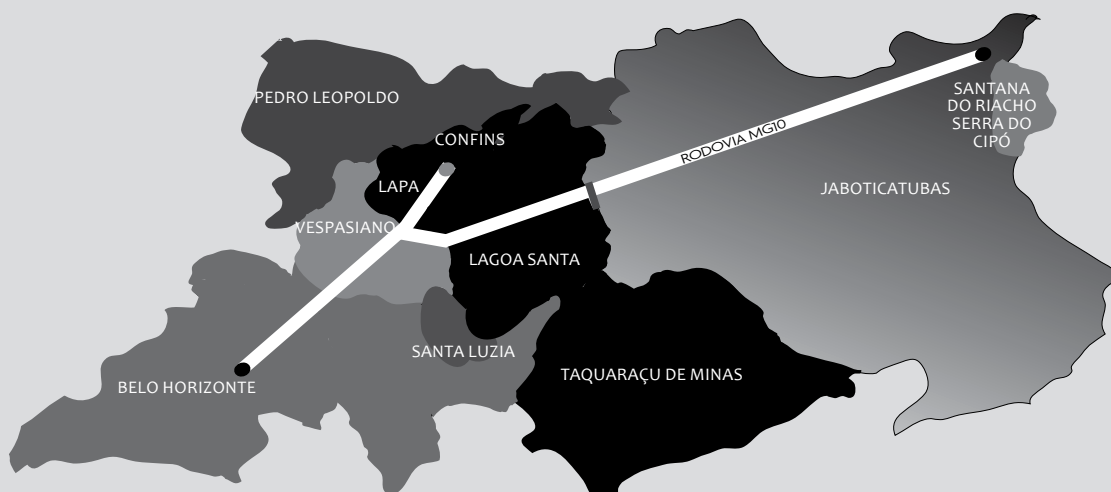 PEDRO LEOPOLDO
CONFINS
LAPA
VESPASIANO
LAGOA SANTA
SANTA LUZIA
BELO HORIZONTE
TAQUARAÇU DE MINAS
RODOVIA MG10
JABOTICATUBAS
SANTANA
DO RIACHO
SERRA DO
CIPÓ